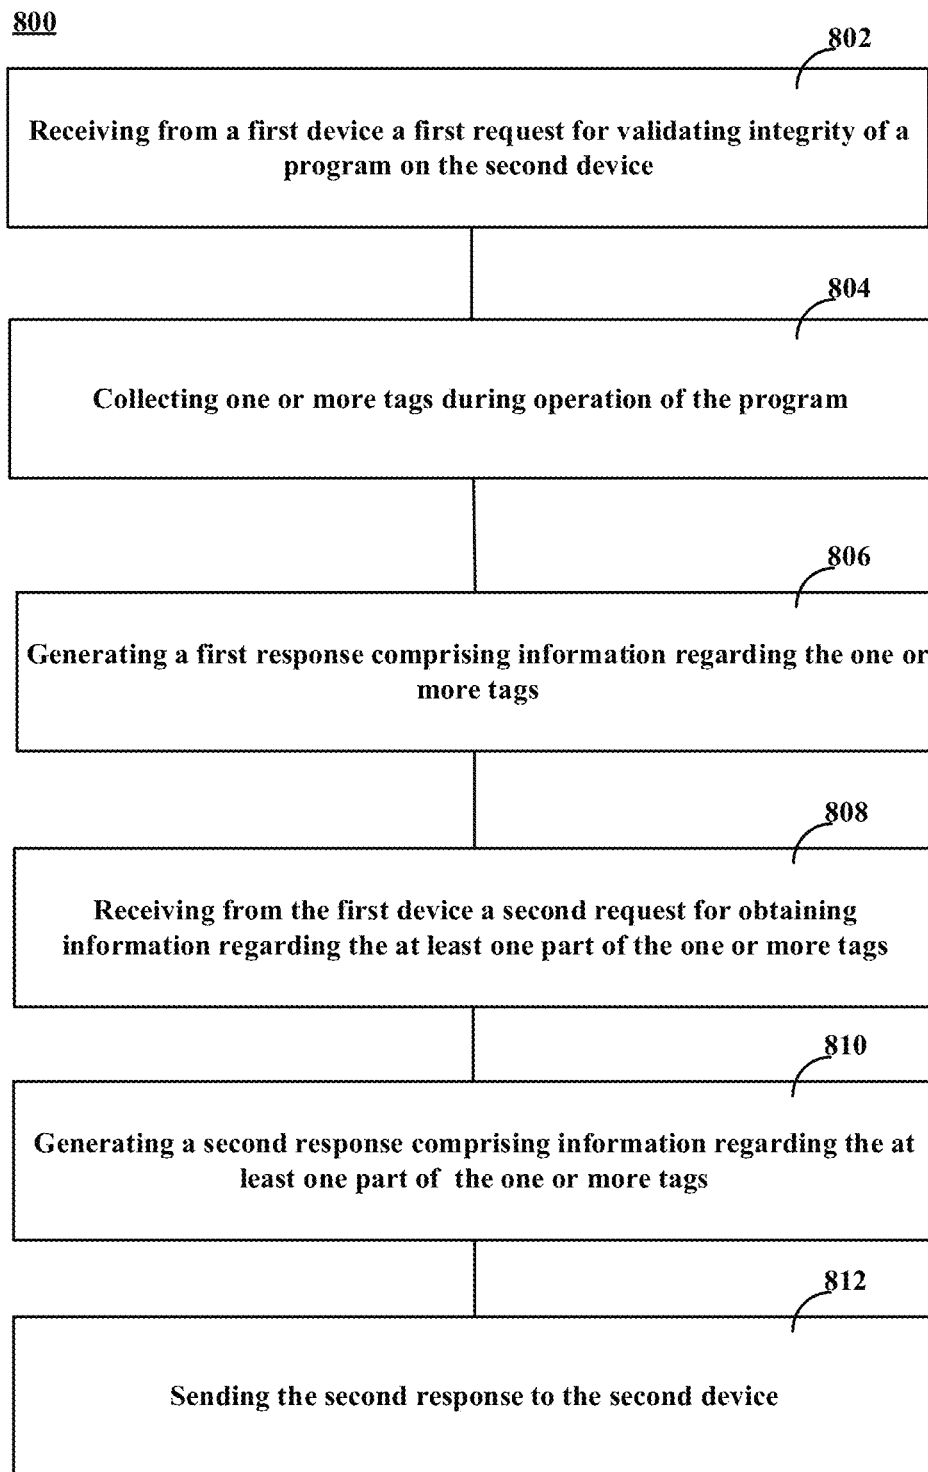 800
802
Receiving from a first device a first request for validating integrity of a
program on the second device
804
Collecting one or more tags during operation of the program
806
Generating a first response comprising information regarding the one or
more tags
808
Receiving from the first device a second request for obtaining
information regarding the at least one part of the one or more tags
810
Generating a second response comprising information regarding the at
least one part of the one or more tags
812
Sending the second response to the second device